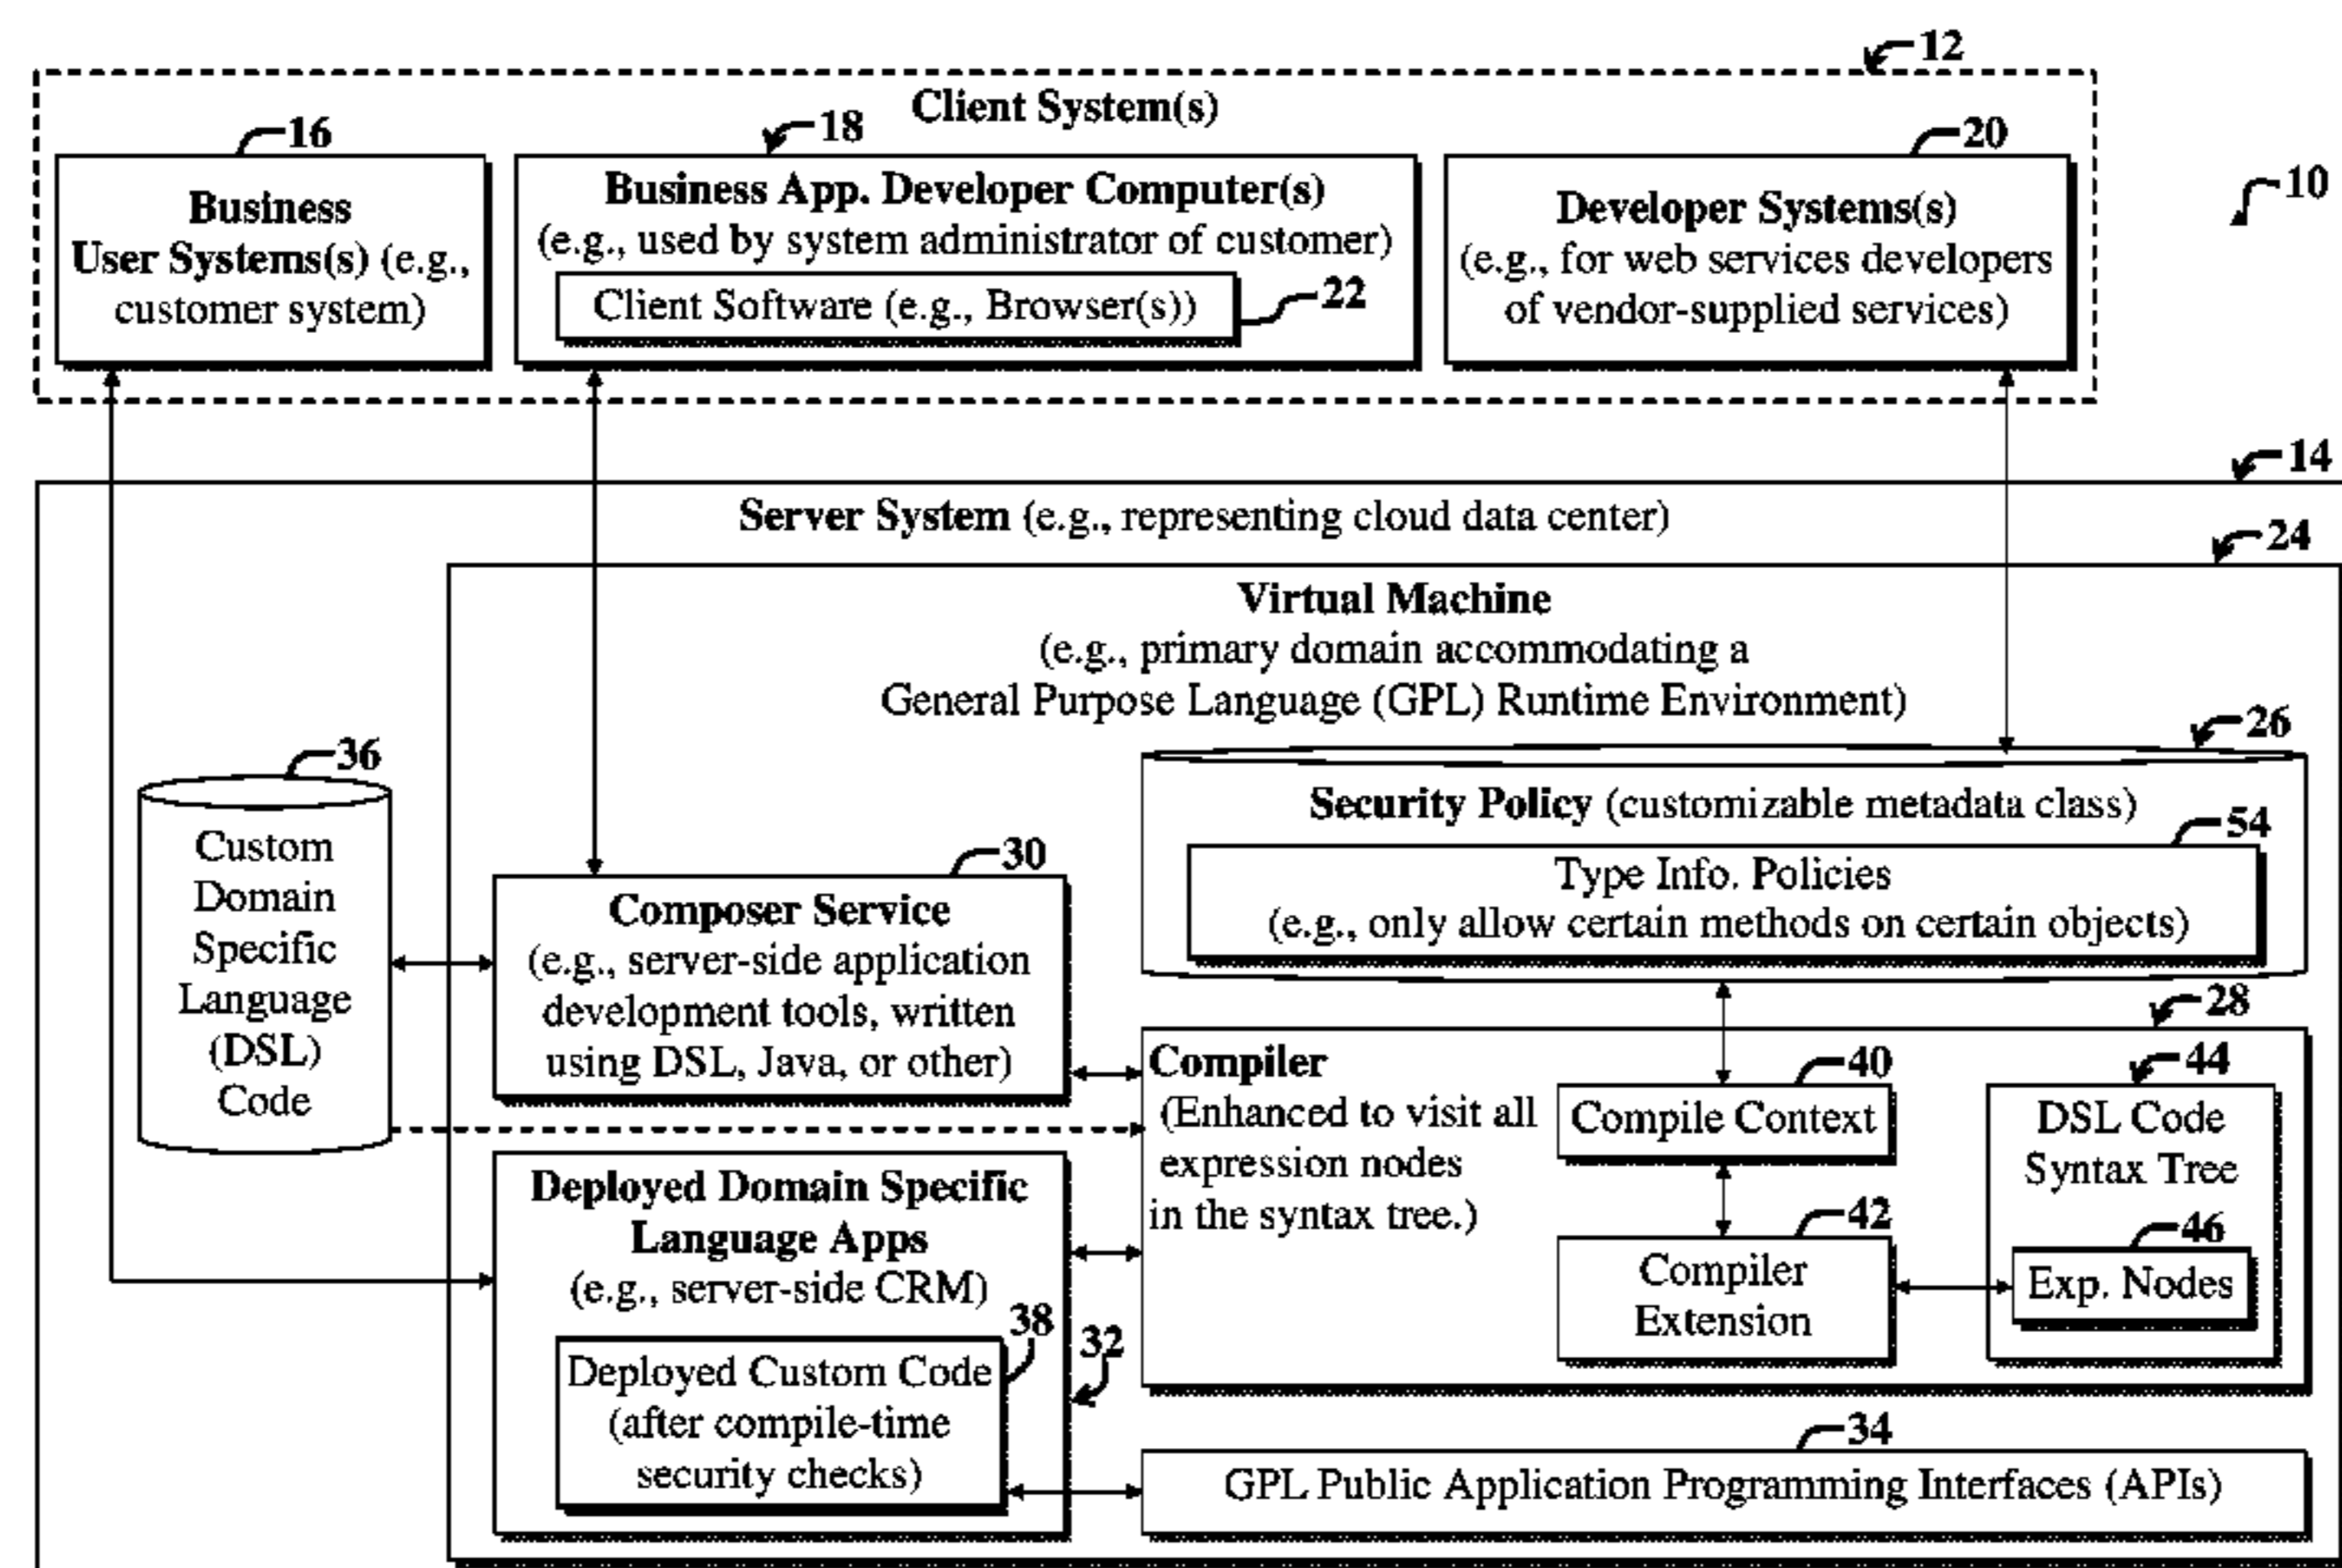 12
Client System(s)
16
18
20
Business
User Systems(s) (e.g.,
customer system)
Business App. Developer Computer(s)
(e.g., used by system administrator of customer)
Client Software (e.g., Browser(s))
22
Developer Systems(s)
(e.g., for web services developers
of vendor-supplied services)
10
14
Server System (e.g., representing cloud data center)
24
Virtual Machine
(e.g., primary domain accommodating a
General Purpose Language (GPL) Runtime Environment)
26
Security Policy (customizable metadata class)
54
Type Info. Policies
(e.g., only allow certain methods on certain objects)
36
Custom
Domain
Specific
Language
(DSL)
Code
30
Composer Service
(e.g., server-side application
development tools, written
using DSL, Java, or other)
28
Compiler
(Enhanced to visit all
expression nodes
in the syntax tree.)
40
Compile Context
42
Compiler
Extension
44
DSL Code
Syntax Tree
46
Exp. Nodes
Deployed Domain Specific
Language Apps
(e.g., server-side CRM)
38
32
Deployed Custom Code
(after compile-time
security checks)
34
GPL Public Application Programming Interfaces (APIs)